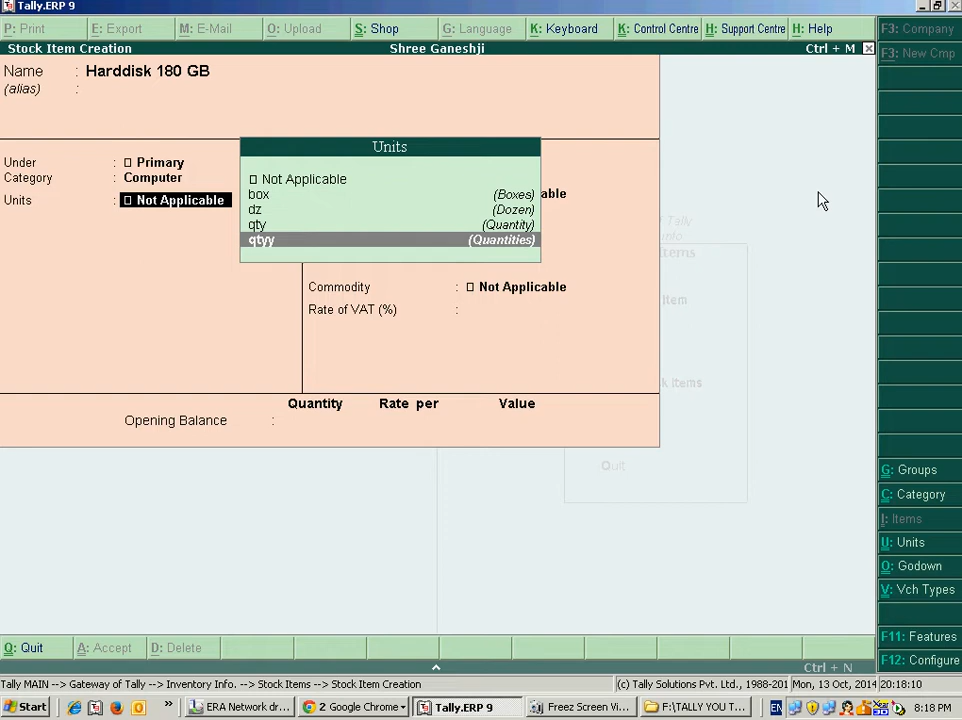 Tally.ERP 9
P: Print
E: Export
M: E-Mail
O: Upload
S: Shop
G: Language
K: Keyboard
K: Control Centre
H: Support Centre
H: Help
F3: Company
F3: New Cmp
Stock Item Creation
Shree Ganeshji
Ctrl + M
Name : Harddisk 180 GB
(alias) :
Under : Primary
Category : Computer
Units : Not Applicable
Units
Not Applicable
box (Boxes)
dz (Dozen)
qty (Quantity)
qtyy (Quantities)
Commodity : Not Applicable
Rate of VAT (%) :
Quantity Rate per Value
Opening Balance :
Quit
G: Groups
C: Category
I: Items
U: Units
O: Godown
V: Vch Types
F11: Features
F12: Configure
Q: Quit
A: Accept
D: Delete
Ctrl + N
Tally MAIN --> Gateway of Tally --> Inventory Info. --> Stock Items --> Stock Item Creation
(c) Tally Solutions Pvt. Ltd., 1988-201
Mon, 13 Oct, 2014
20:18:10
Start
ERA Network dr...
2 Google Chrome
Tally.ERP 9
Freez Screen Vi...
F:\TALLY YOU T...
EN
8:18 PM